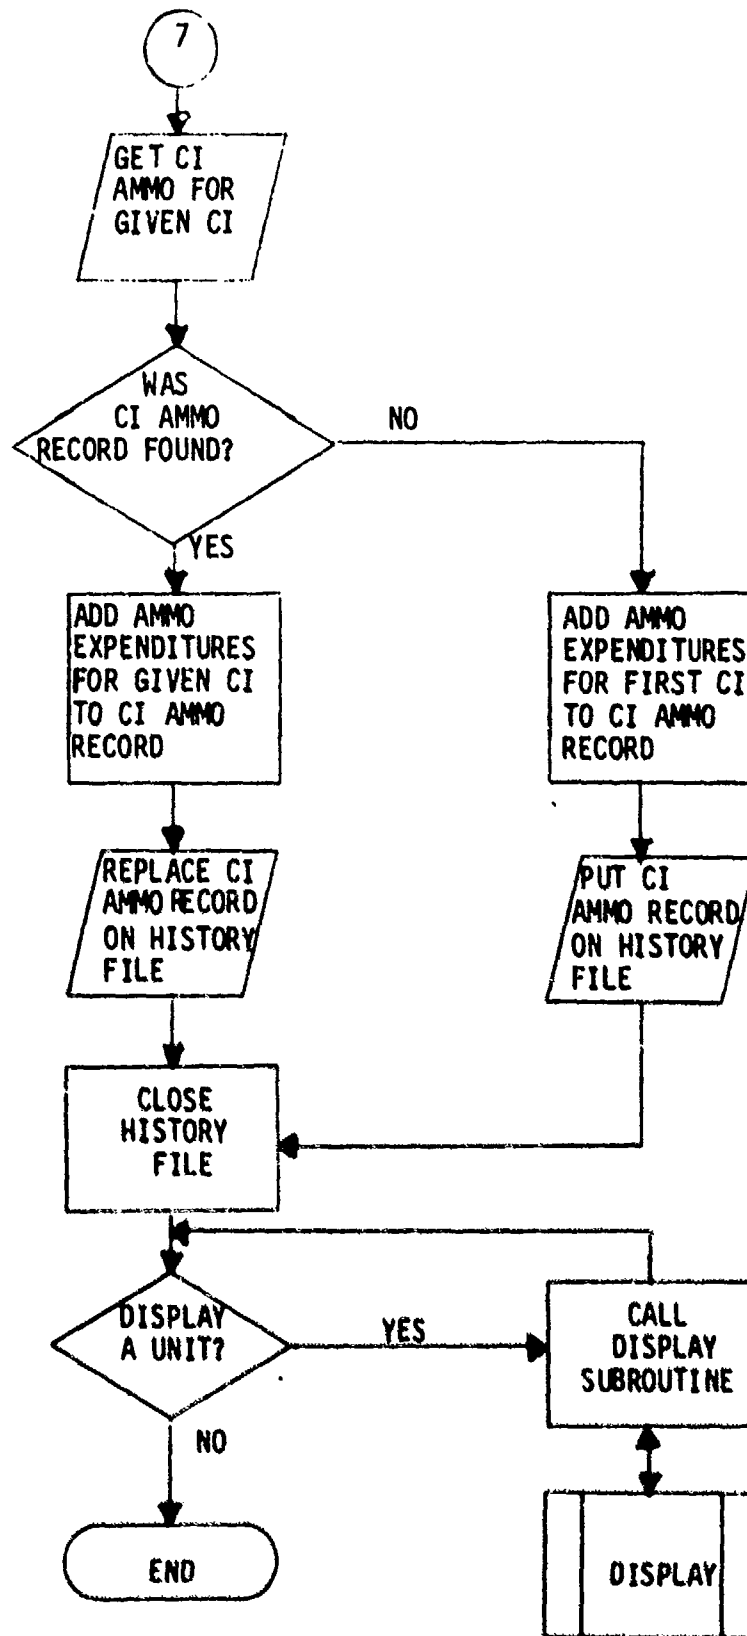 7
GET CI
AMMO FOR
GIVEN CI
WAS
CI AMMO
RECORD FOUND?
NO
YES
ADD AMMO
EXPENDITURES
FOR GIVEN CI
TO CI AMMO
RECORD
ADD AMMO
EXPENDITURES
FOR FIRST CI
TO CI AMMO
RECORD
REPLACE CI
AMMO RECORD
ON HISTORY
FILE
PUT CI
AMMO RECORD
ON HISTORY
FILE
CLOSE
HISTORY
FILE
DISPLAY
A UNIT?
YES
CALL
DISPLAY
SUBROUTINE
NO
END
DISPLAY